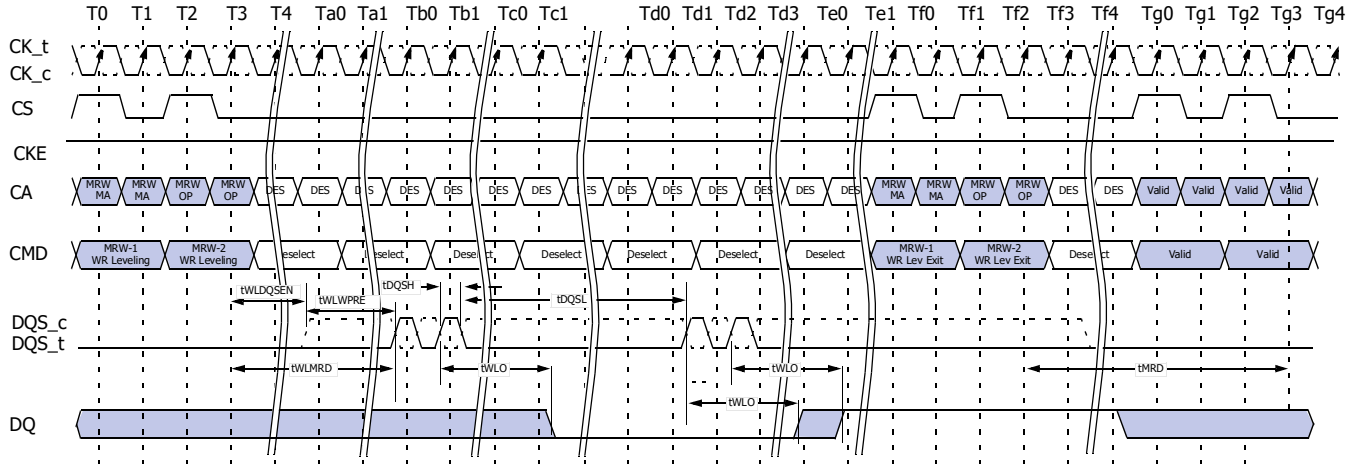 T0 T1 T2 T3 T4 Ta0 Ta1 Tb0 Tb1 Tc0 Tc1 Td0 Td1 Td2 Td3 Te0 Te1 Tf0 Tf1 Tf2 Tf3 Tf4 Tg0 Tg1 Tg2 Tg3 Tg4
CK_t
CK_c
CS
CKE
CA MRW MA MRW MA MRW OP MRW OP DES DES DES DES DES DES DES DES DES DES DES DES DES DES MRW MA MRW MA MRW OP MRW OP DES DES Valid Valid Valid Valid
CMD MRW-1 WR Leveling MRW-2 WR Leveling Deselect Deselect Deselect Deselect Deselect Deselect Deselect MRW-1 WR Lev Exit MRW-2 WR Lev Exit Deselect Valid Valid
tDQSH
tWLDQSEN tWLWPRE tDQSL
DQS_c
DQS_t
tWLMRD tWLO tWLO tMRD
tWLO
DQ